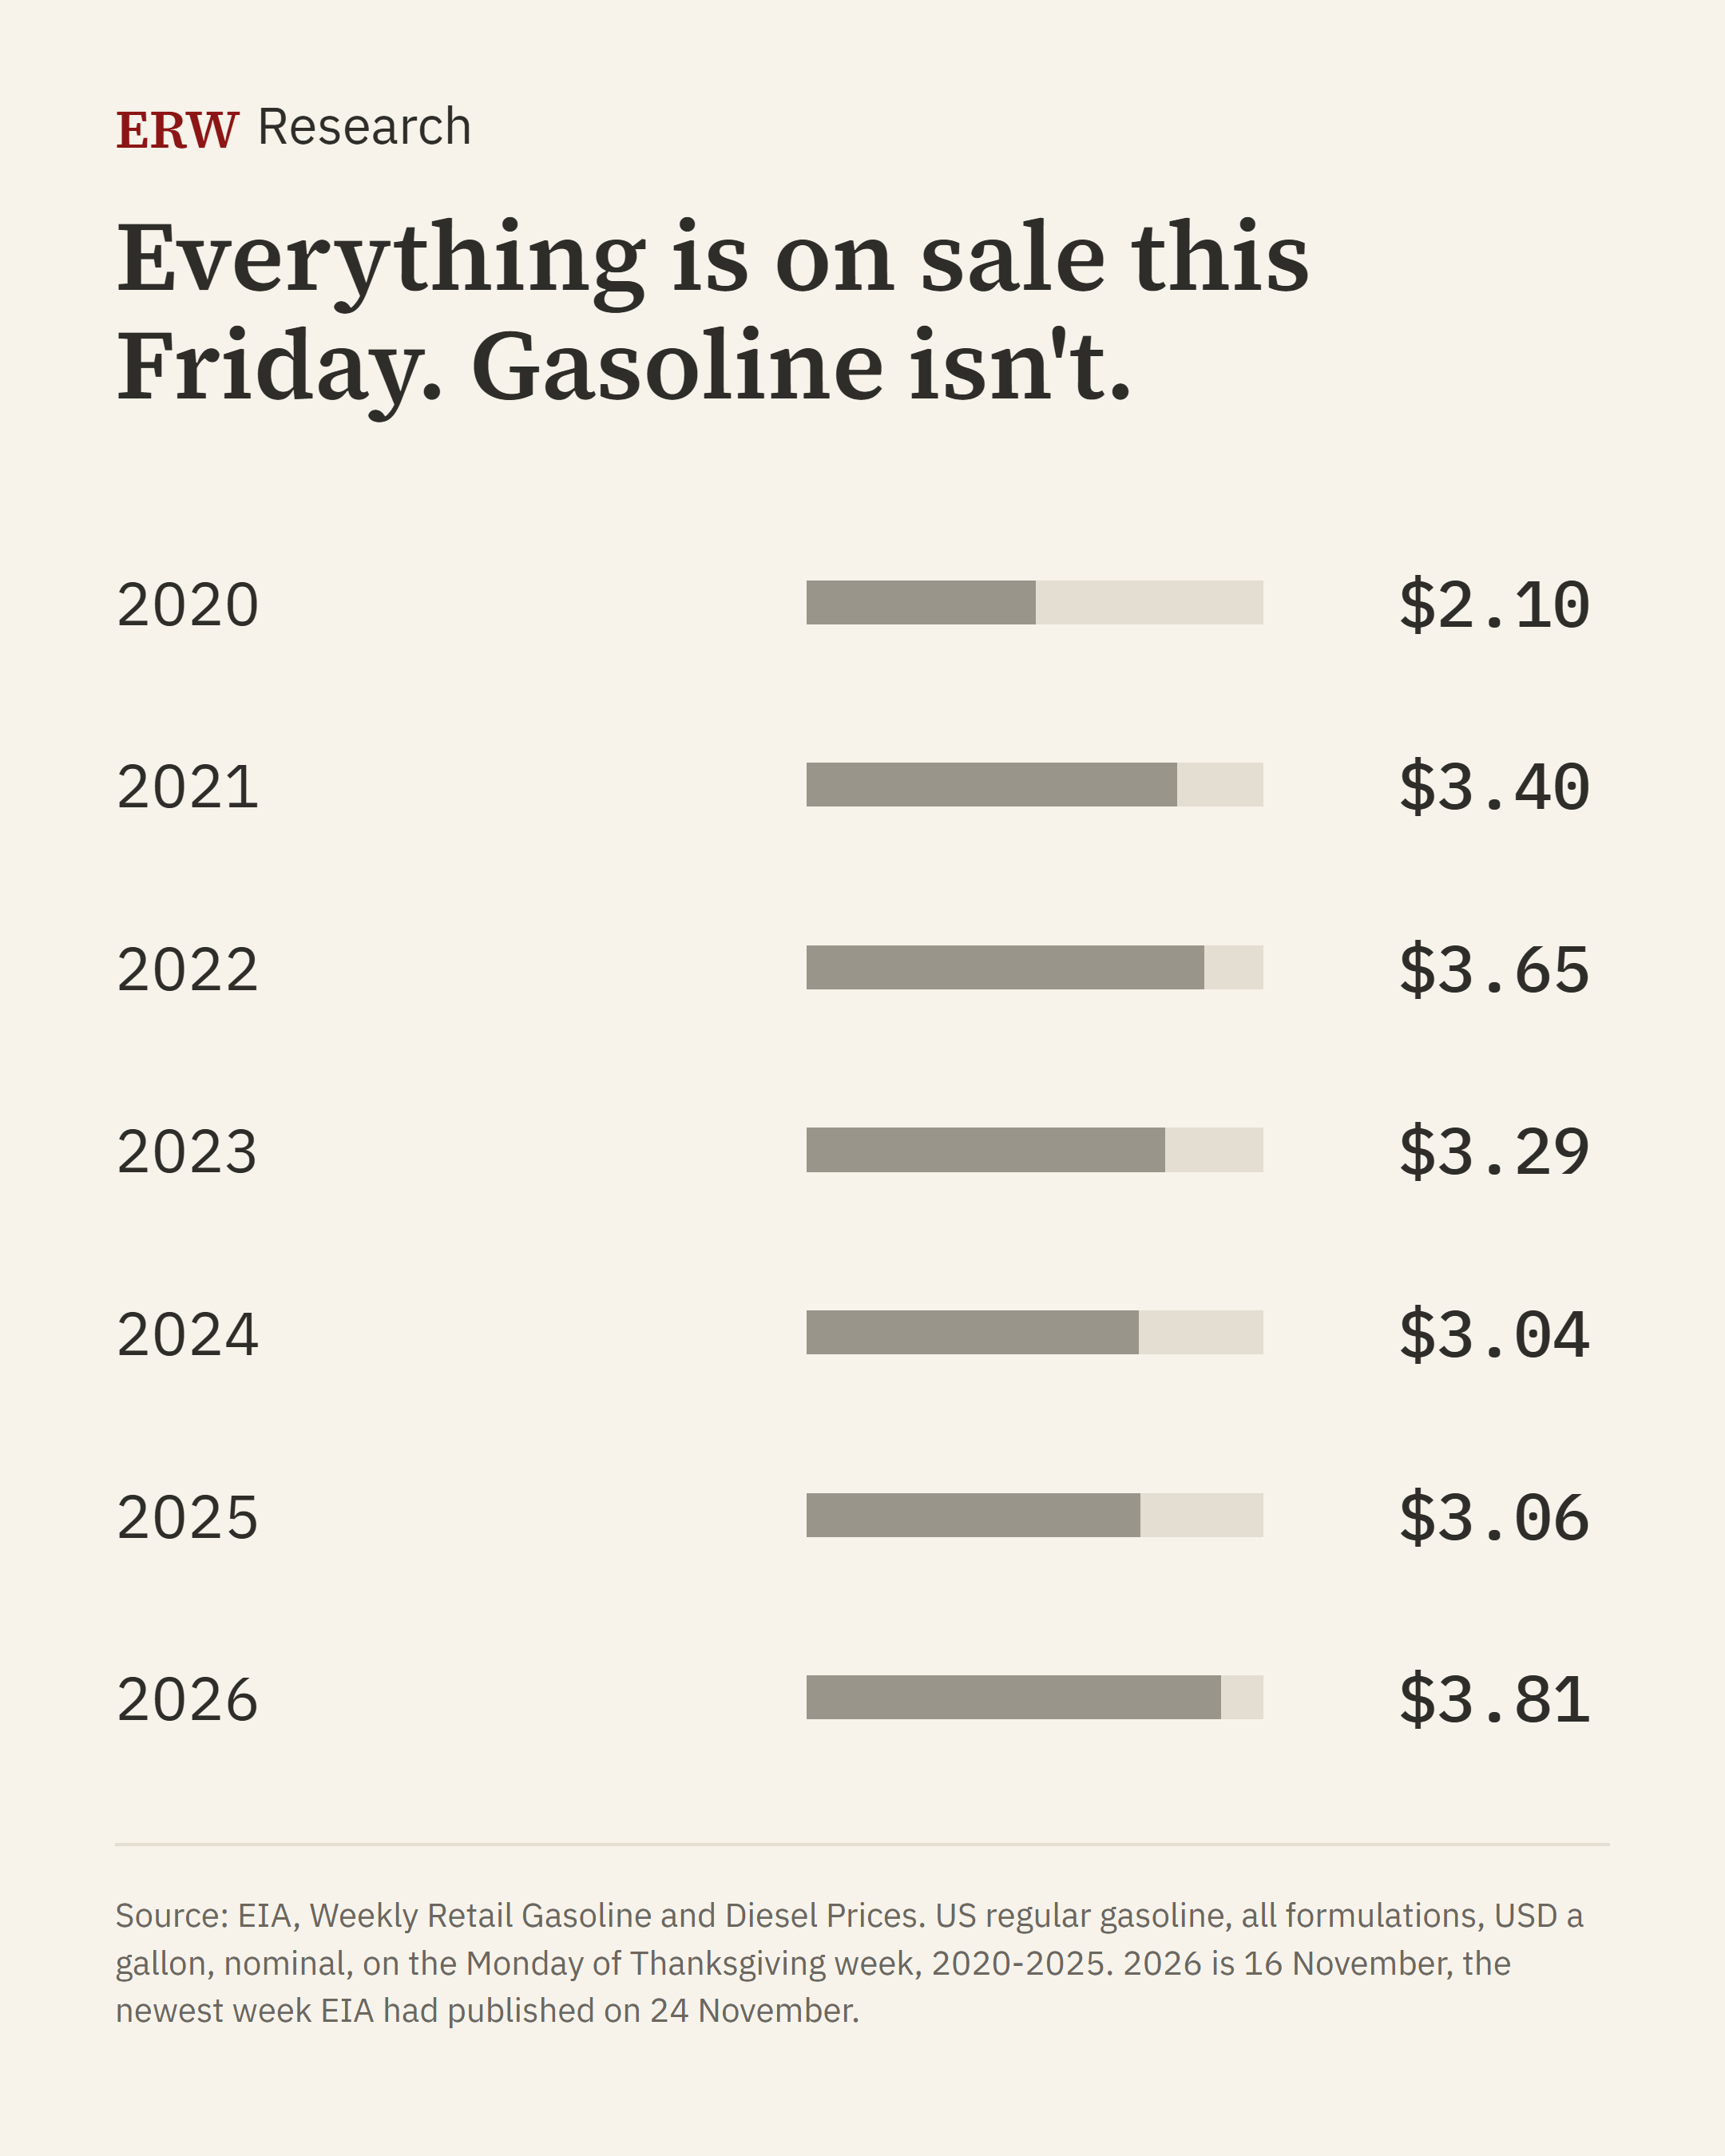 ERW Research
Everything is on sale this
Friday. Gasoline isn't.
2020 $2.10
2021 $3.40
2022 $3.65
2023 $3.29
2024 $3.04
2025 $3.06
2026 $3.81
Source: EIA, Weekly Retail Gasoline and Diesel Prices. US regular gasoline, all formulations, USD a
gallon, nominal, on the Monday of Thanksgiving week, 2020-2025. 2026 is 16 November, the
newest week EIA had published on 24 November.